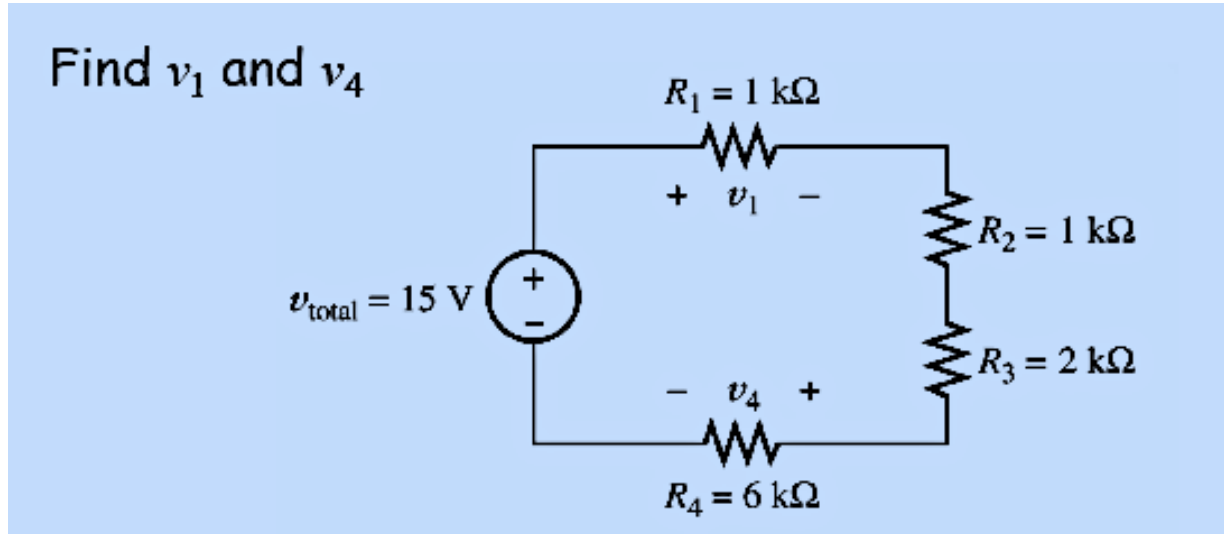 Find v₁ and v₄
R₁ = 1 kΩ
+ v₁ −
R₂ = 1 kΩ
+
v_total = 15 V
−
R₃ = 2 kΩ
− v₄ +
R₄ = 6 kΩ